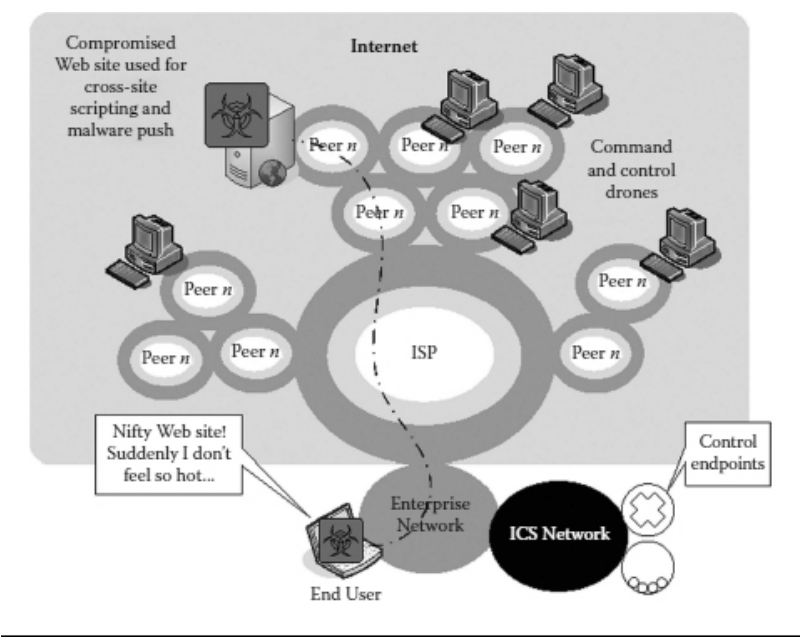 Compromised
Web site used for
cross-site
scripting and
malware push
Internet
Peer n
Peer n
Peer n
Command
and control
drones
Peer n
Peer n
Peer n
Peer n
Peer n
Peer n
ISP
Peer n
Nifty Web site!
Suddenly I don't
feel so hot...
Control
endpoints
Enterprise
Network
ICS Network
End User